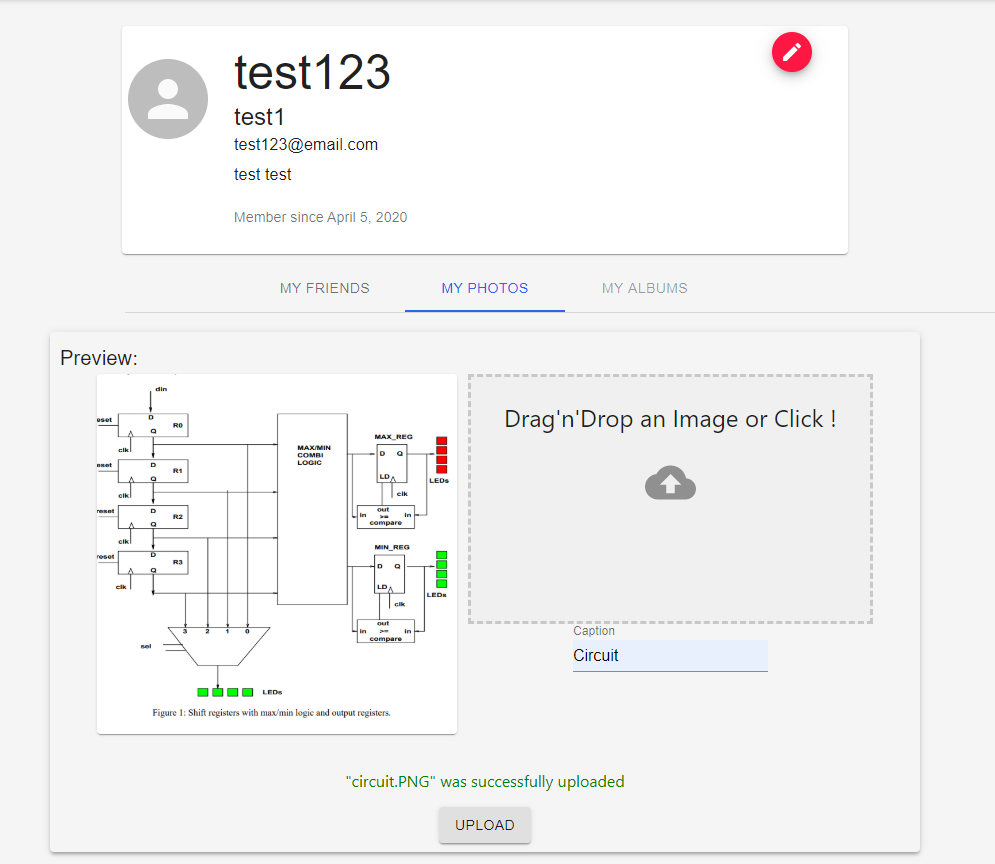 test123
test1
test123@email.com
test test
Member since April 5, 2020
MY FRIENDS
MY PHOTOS
MY ALBUMS
Preview:
din
eset
D
Q
R0
clk
eset
D
Q
R1
clk
reset
D
Q
R2
clk
reset
D
Q
R3
clk
MAX/MIN
COMBI
LOGIC
MAX_REG
D Q
LD
clk
LEDs
out
in >= in
compare
MIN_REG
D Q
LD
clk
LEDs
out
in >= in
compare
3 2 1 0
sel
LEDs
Figure 1: Shift registers with max/min logic and output registers.
Drag'n'Drop an Image or Click !
Caption
Circuit
"circuit.PNG" was successfully uploaded
UPLOAD